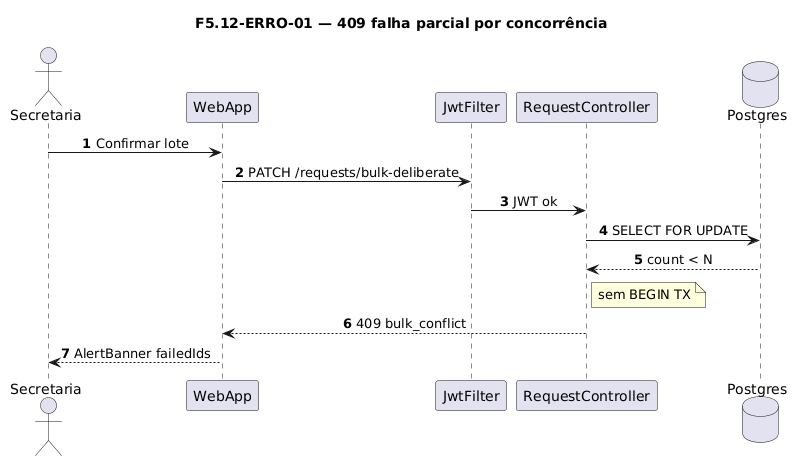 F5.12-ERRO-01 — 409 falha parcial por concorrência
Secretaria
WebApp
JwtFilter
RequestController
Postgres
1 Confirmar lote
2 PATCH /requests/bulk-deliberate
3 JWT ok
4 SELECT FOR UPDATE
5 count < N
sem BEGIN TX
6 409 bulk_conflict
7 AlertBanner failedIds
Secretaria
WebApp
JwtFilter
RequestController
Postgres